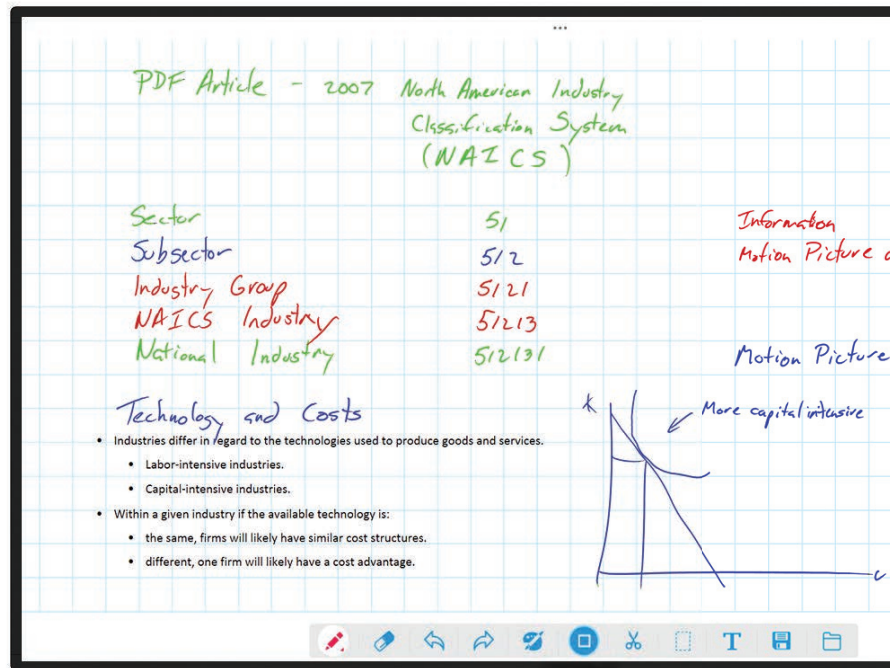 PDF Article - 2007 North American Industry
Classification System
(NAICS)
Sector 51 Information
Subsector 512 Motion Picture
Industry Group 5121
NAICS Industry 51213
National Industry 512131 Motion Picture
Technology and Costs
K
More capital intensive
• Industries differ in regard to the technologies used to produce goods and services.
• Labor-intensive industries.
• Capital-intensive industries.
• Within a given industry if the available technology is:
• the same, firms will likely have similar cost structures.
• different, one firm will likely have a cost advantage.
T